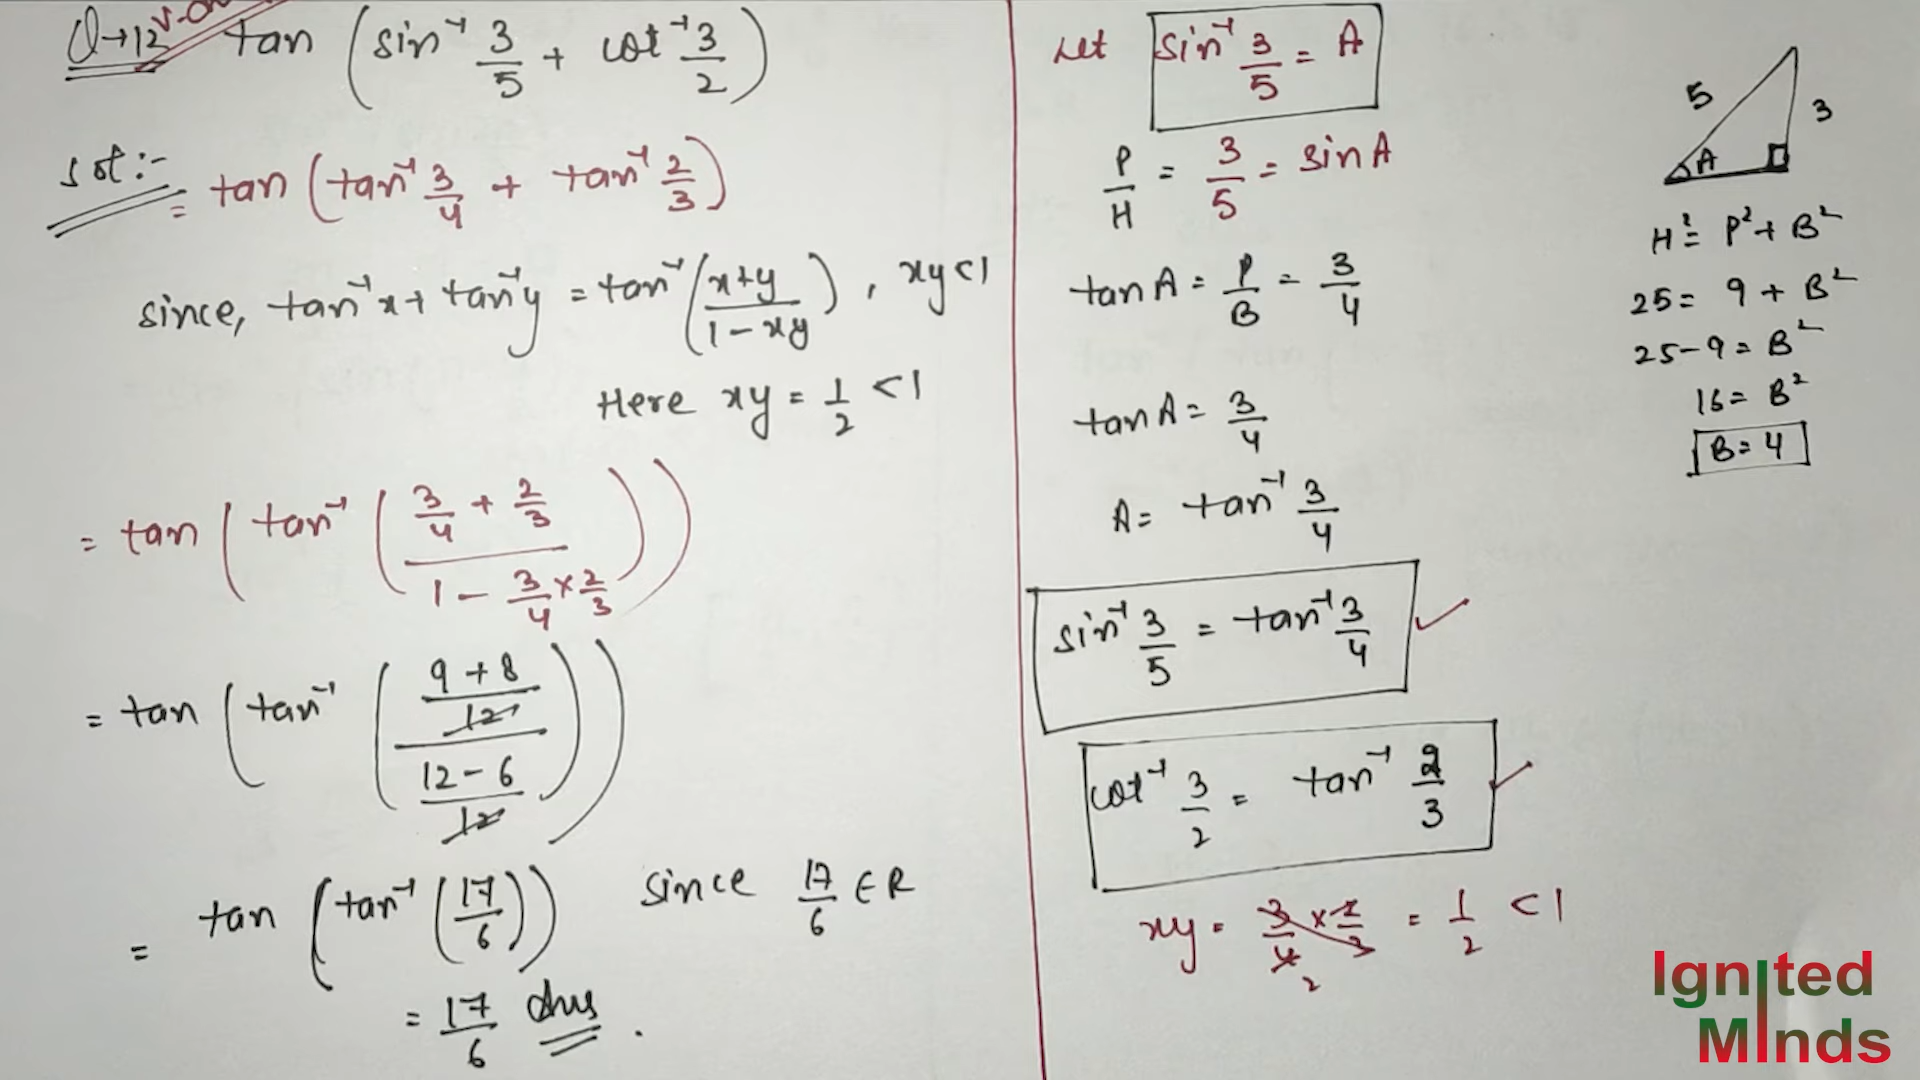 Q→12 tan (sin⁻¹ 3/5 + cot⁻¹ 3/2)
Sol:-
= tan (tan⁻¹ 3/4 + tan⁻¹ 2/3)
since, tan⁻¹x + tan⁻¹y = tan⁻¹ (x+y / 1-xy), xy<1
Here xy = 1/2 <1
= tan (tan⁻¹ (3/4 + 2/3 / 1 - 3/4 × 2/3))
= tan (tan⁻¹ (9+8/12 / 12-6/12))
= tan (tan⁻¹ (17/6)) since 17/6 ∈ R
= 17/6 Ans.
Let sin⁻¹ 3/5 = A
P/H = 3/5 = sin A
tan A = P/B = 3/4
tan A = 3/4
A = tan⁻¹ 3/4
sin⁻¹ 3/5 = tan⁻¹ 3/4
cot⁻¹ 3/2 = tan⁻¹ 2/3
xy = 3/4 × 2/3 = 1/2 <1
2
5
3
A
H² = P² + B²
25 = 9 + B²
25-9 = B²
16 = B²
B = 4
Ignited
Minds